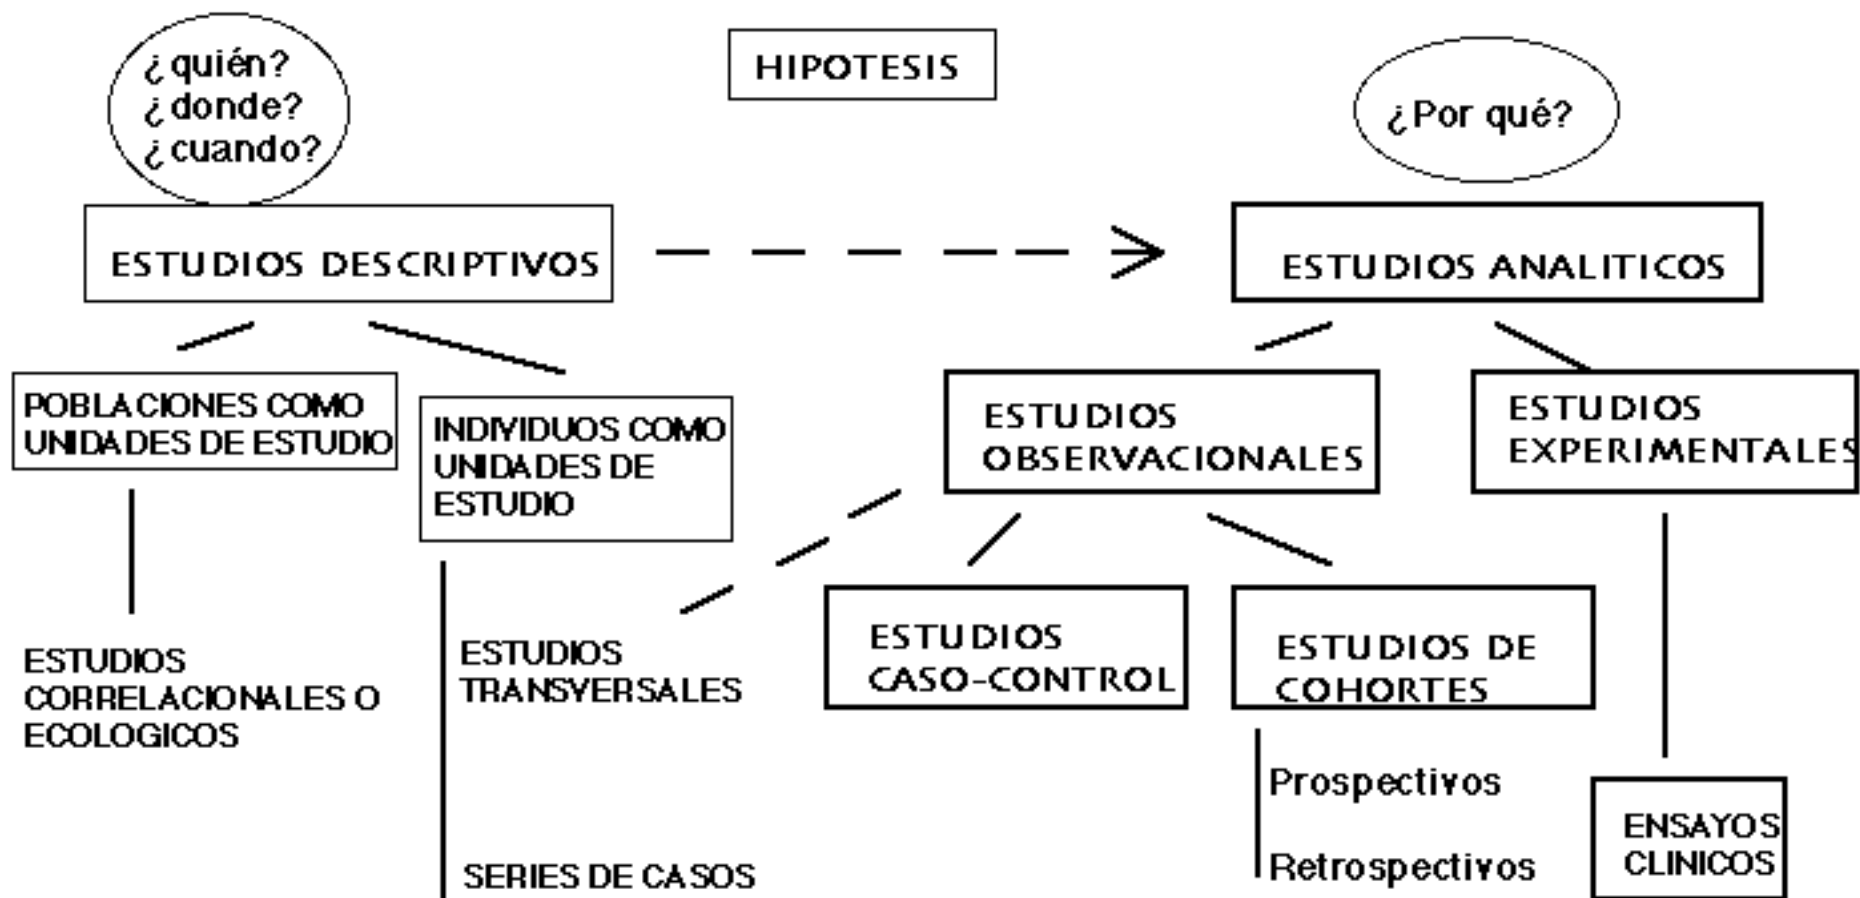 ¿quién?
¿donde?
¿cuando?
HIPOTESIS
¿Por qué?
ESTUDIOS DESCRIPTIVOS
ESTUDIOS ANALITICOS
POBLACIONES COMO
UNIDADES DE ESTUDIO
INDIVIDUOS COMO
UNIDADES DE
ESTUDIO
ESTUDIOS
OBSERVACIONALES
ESTUDIOS
EXPERIMENTALES
ESTUDIOS
CORRELACIONALES O
ECOLOGICOS
ESTUDIOS
TRANSVERSALES
ESTUDIOS
CASO-CONTROL
ESTUDIOS DE
COHORTES
Prospectivos
Retrospectivos
ENSAYOS
CLINICOS
SERIES DE CASOS